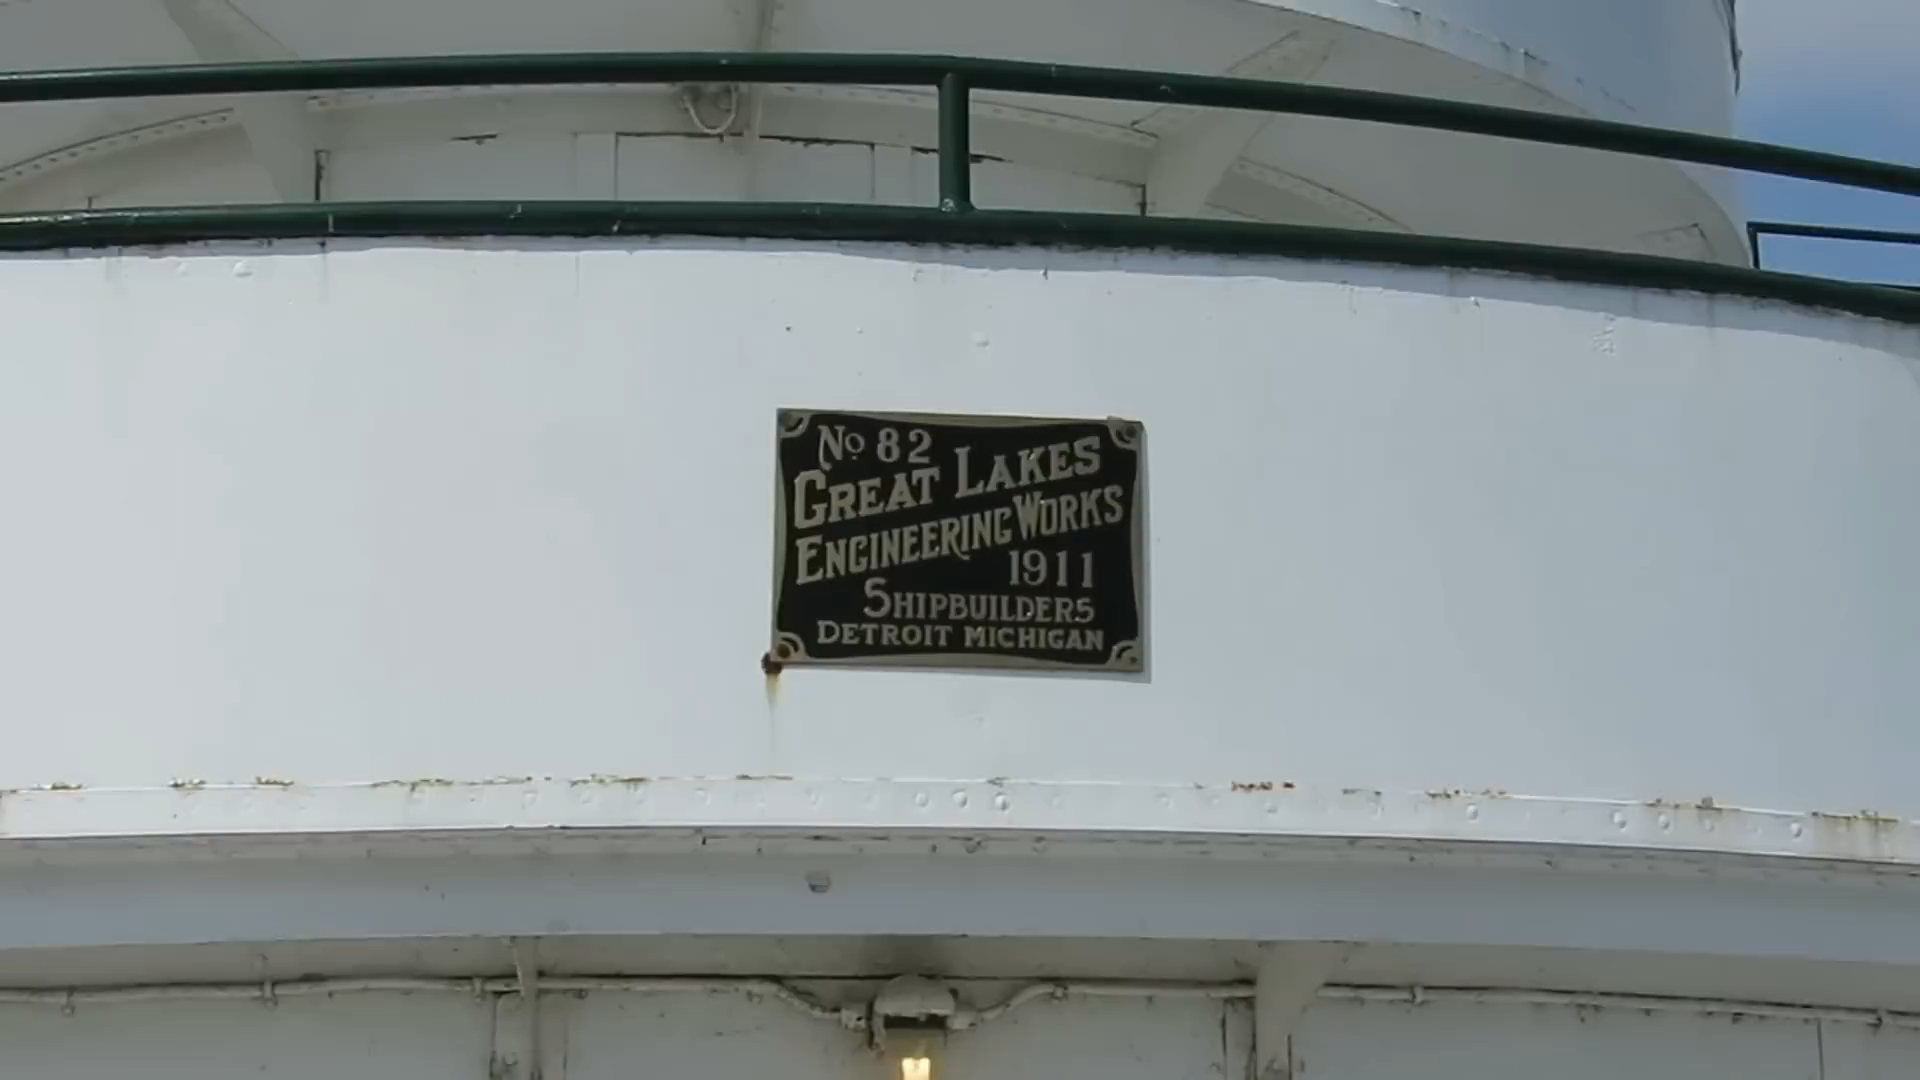 No 82
GREAT LAKES
ENGINEERING WORKS
1911
SHIPBUILDERS
DETROIT MICHIGAN